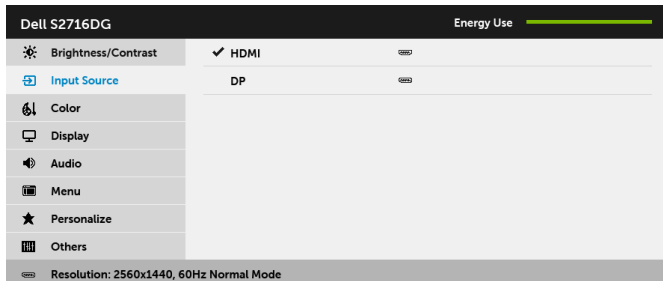 Dell S2716DG Energy Use
Brightness/Contrast
HDMI
Input Source
DP
Color
Display
Audio
Menu
Personalize
Others
Resolution: 2560x1440, 60Hz Normal Mode